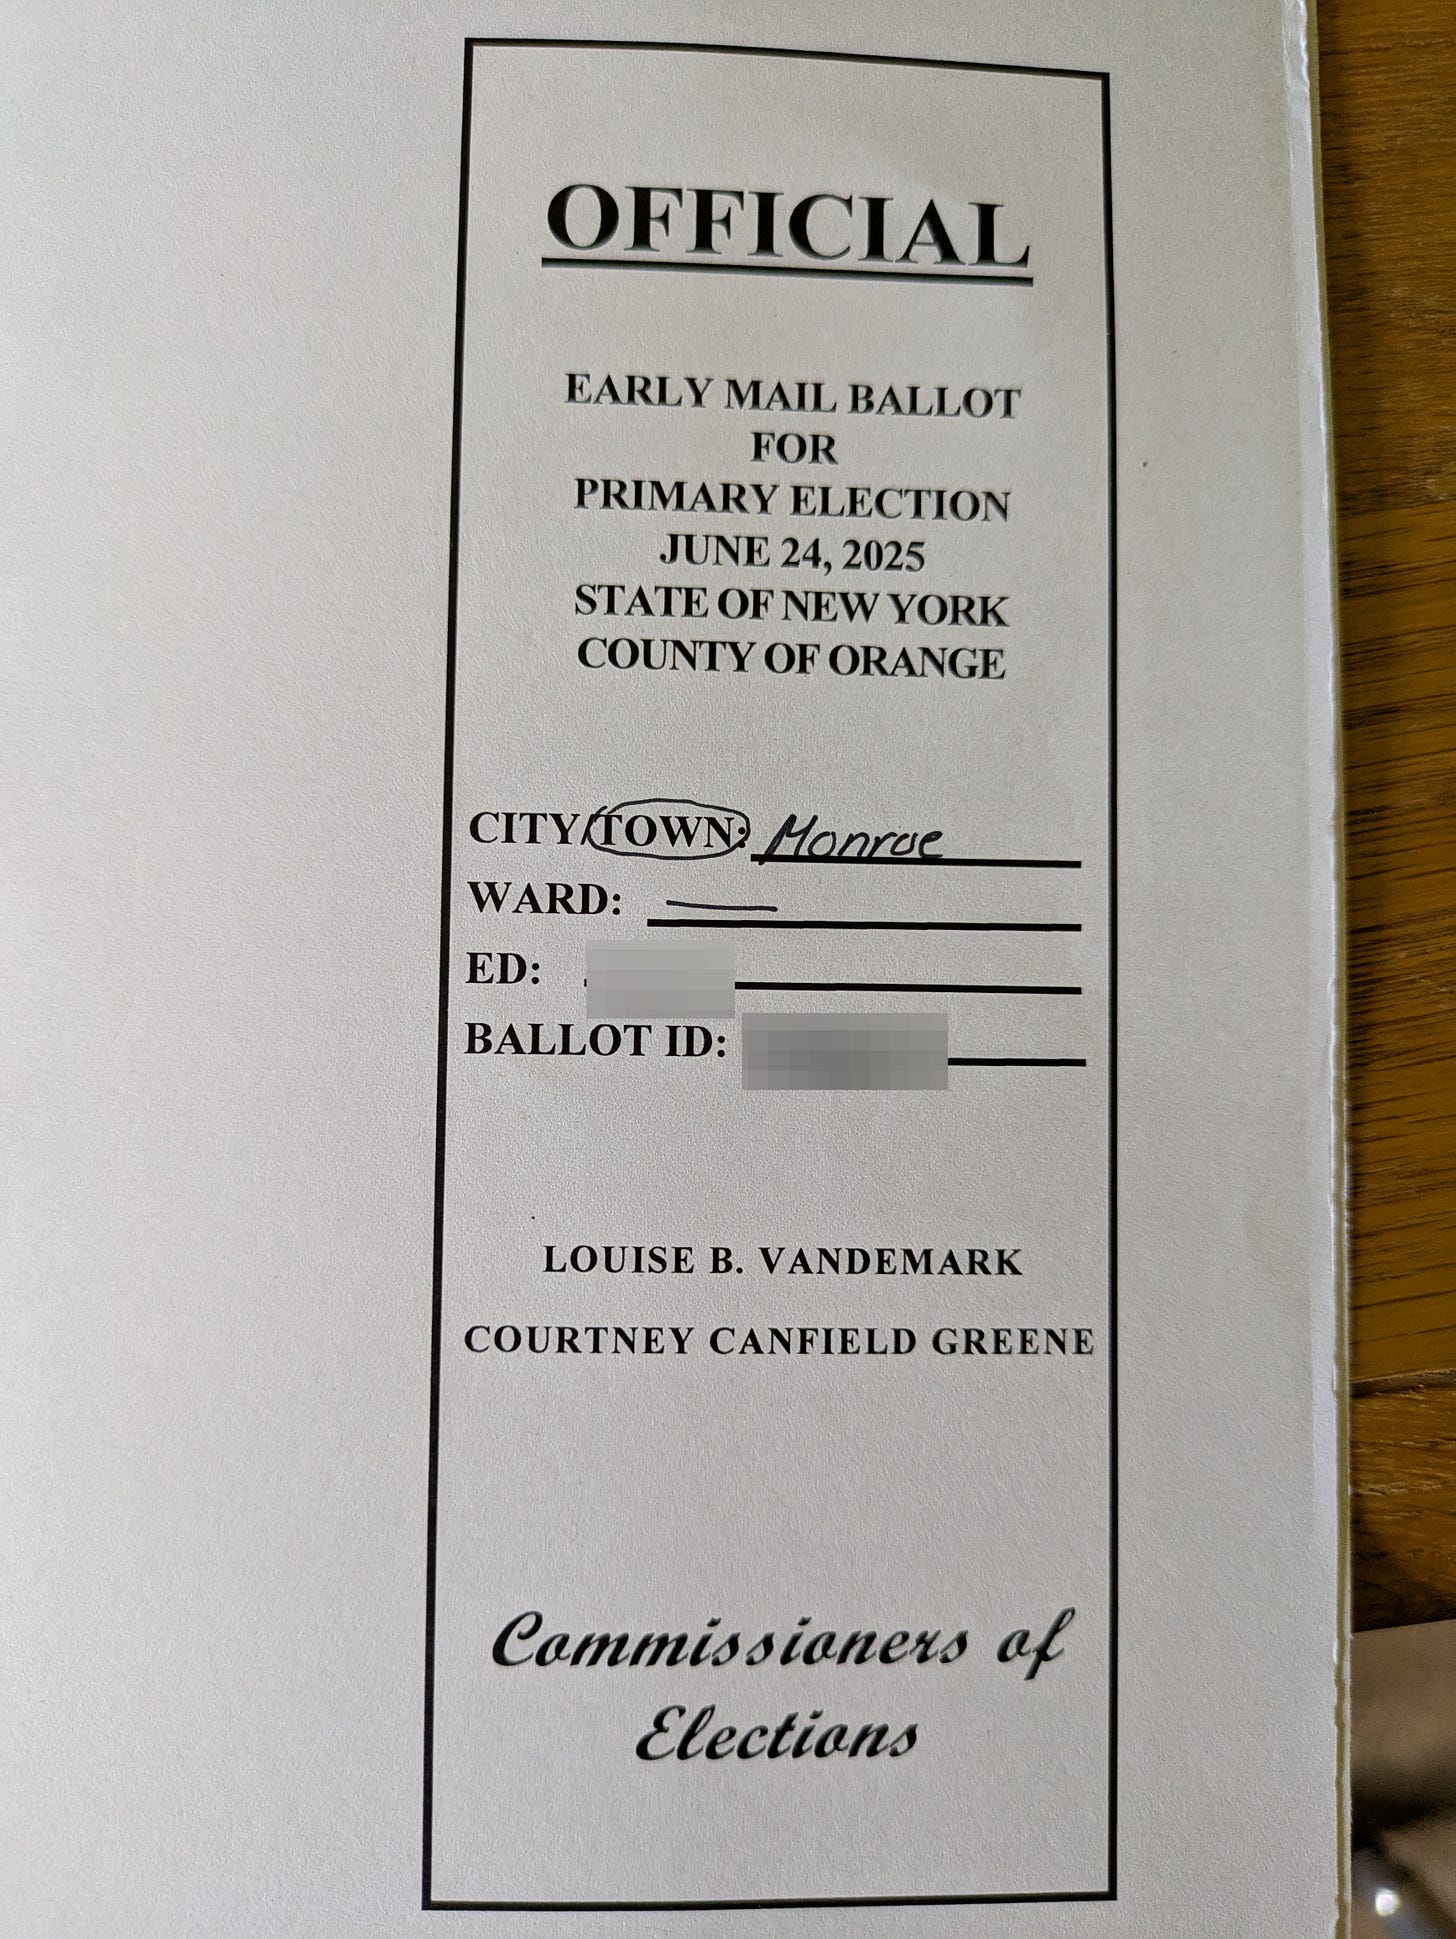 OFFICIAL
EARLY MAIL BALLOT
FOR
PRIMARY ELECTION
JUNE 24, 2025
STATE OF NEW YORK
COUNTY OF ORANGE
CITY/TOWN: Monroe
WARD: —
ED:
BALLOT ID:
LOUISE B. VANDEMARK
COURTNEY CANFIELD GREENE
Commissioners of
Elections